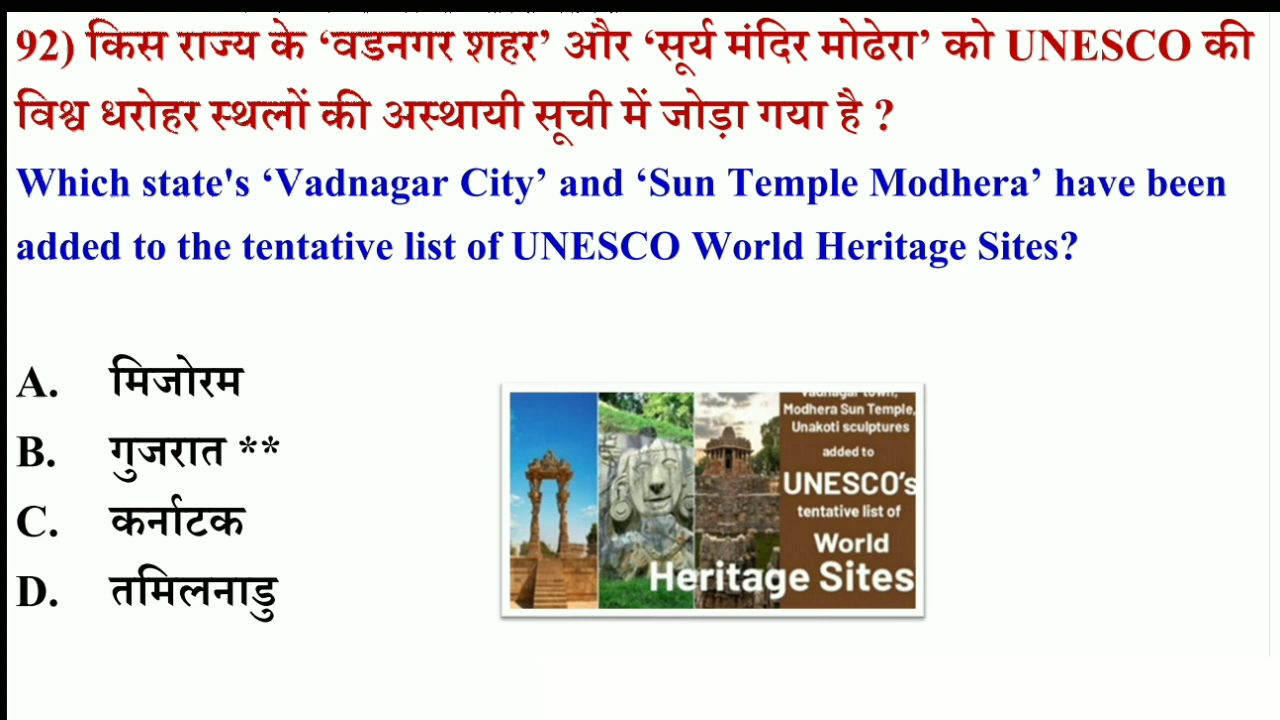 92) किस राज्य के ‘वडनगर शहर’ और ‘सूर्य मंदिर मोढेरा’ को UNESCO की
विश्व धरोहर स्थलों की अस्थायी सूची में जोड़ा गया है ?
Which state's ‘Vadnagar City’ and ‘Sun Temple Modhera’ have been
added to the tentative list of UNESCO World Heritage Sites?
A. मिजोरम
B. गुजरात **
C. कर्नाटक
D. तमिलनाडु
Vadnagar town,
Modhera Sun Temple,
Unakoti sculptures
added to
UNESCO’s
tentative list of
World
Heritage Sites